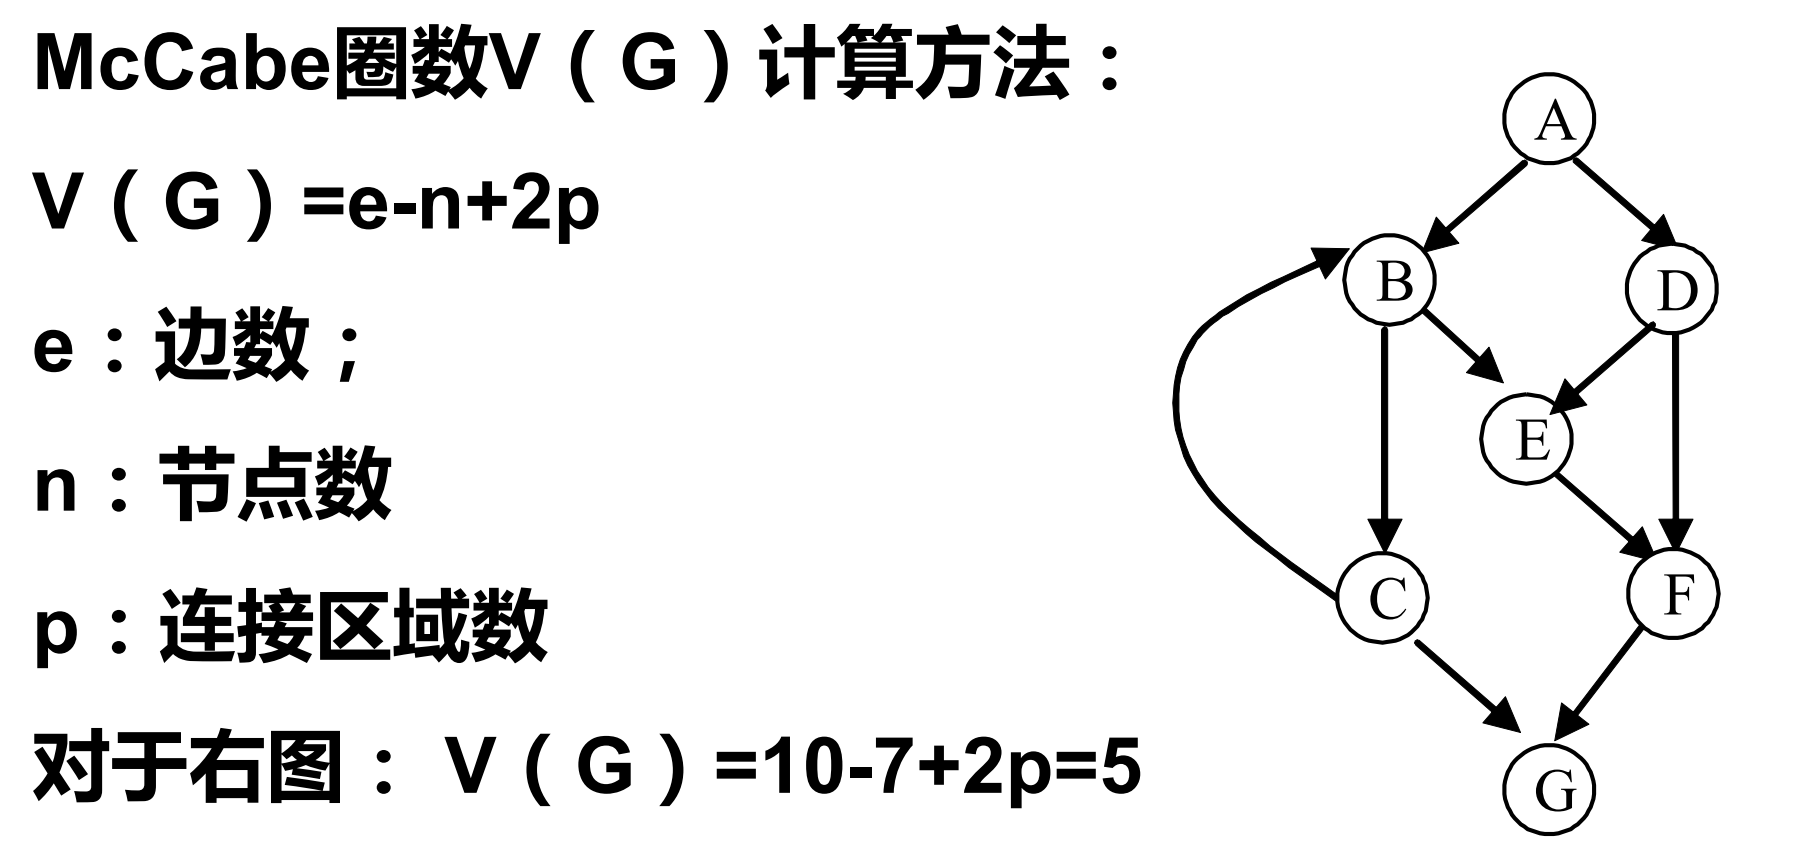 McCabe圈数V（G）计算方法：
V（G）=e-n+2p
e：边数；
n：节点数
p：连接区域数
对于右图： V（G）=10-7+2p=5
A
B
D
E
C
F
G